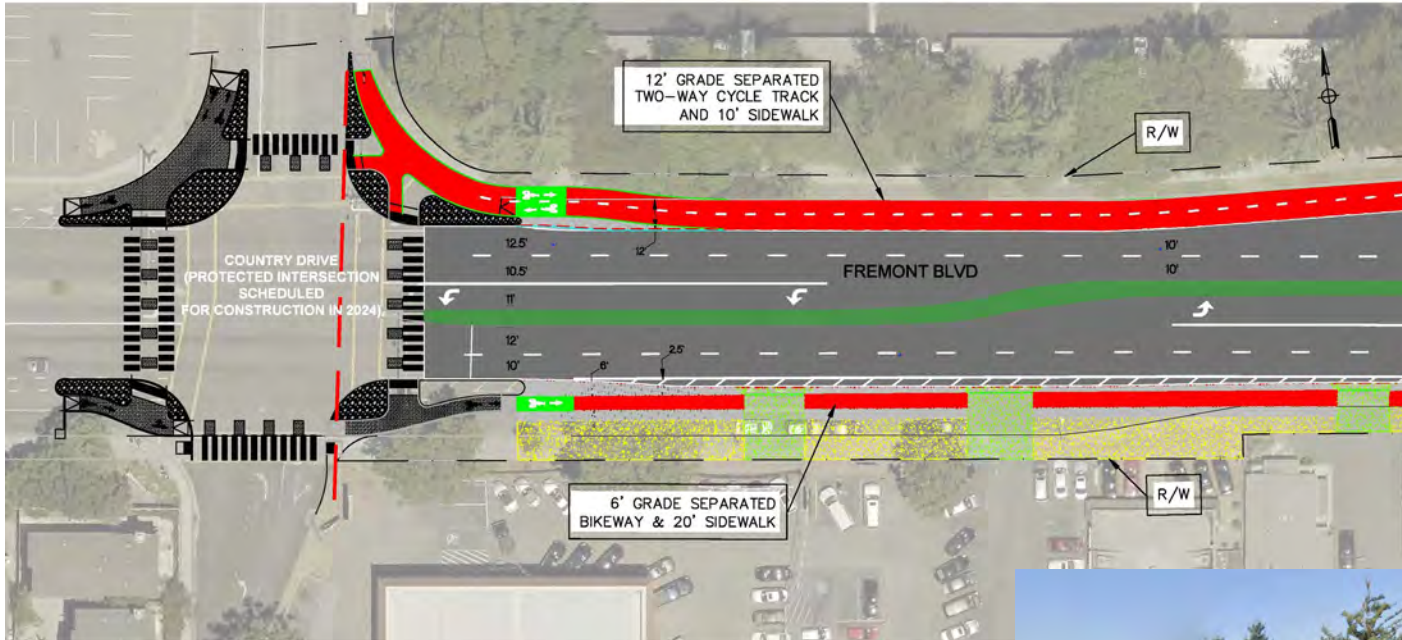 12' GRADE SEPARATED
TWO-WAY CYCLE TRACK
AND 10' SIDEWALK
R/W
12.5'
12'
10'
10.5'
10'
COUNTRY DRIVE
(PROTECTED INTERSECTION
SCHEDULED
FOR CONSTRUCTION IN 2024).
FREMONT BLVD
11'
12'
10'
6'
2.5'
6' GRADE SEPARATED
BIKEWAY & 20' SIDEWALK
R/W